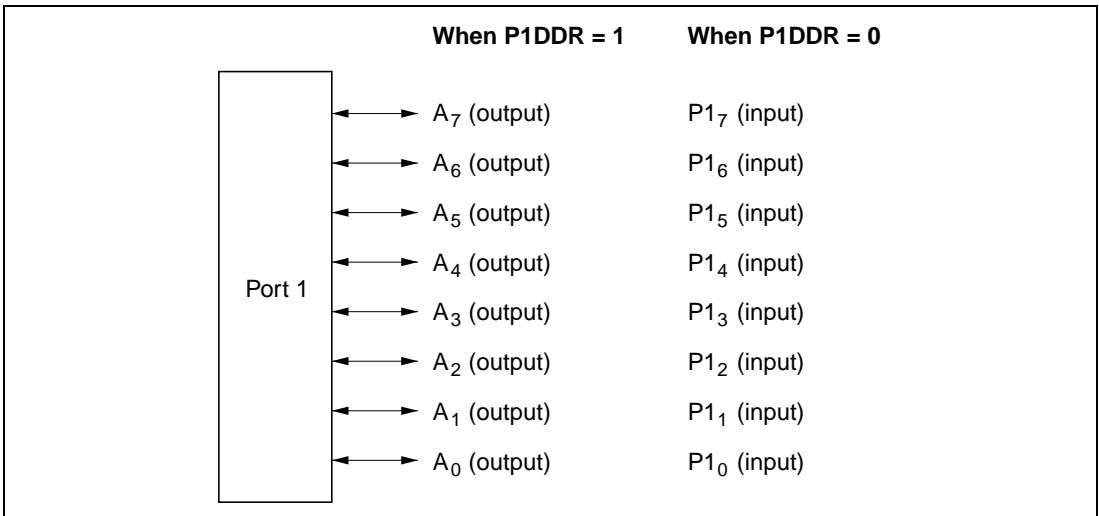 When P1DDR = 1 When P1DDR = 0
A7 (output) P17 (input)
A6 (output) P16 (input)
A5 (output) P15 (input)
A4 (output) P14 (input)
Port 1
A3 (output) P13 (input)
A2 (output) P12 (input)
A1 (output) P11 (input)
A0 (output) P10 (input)